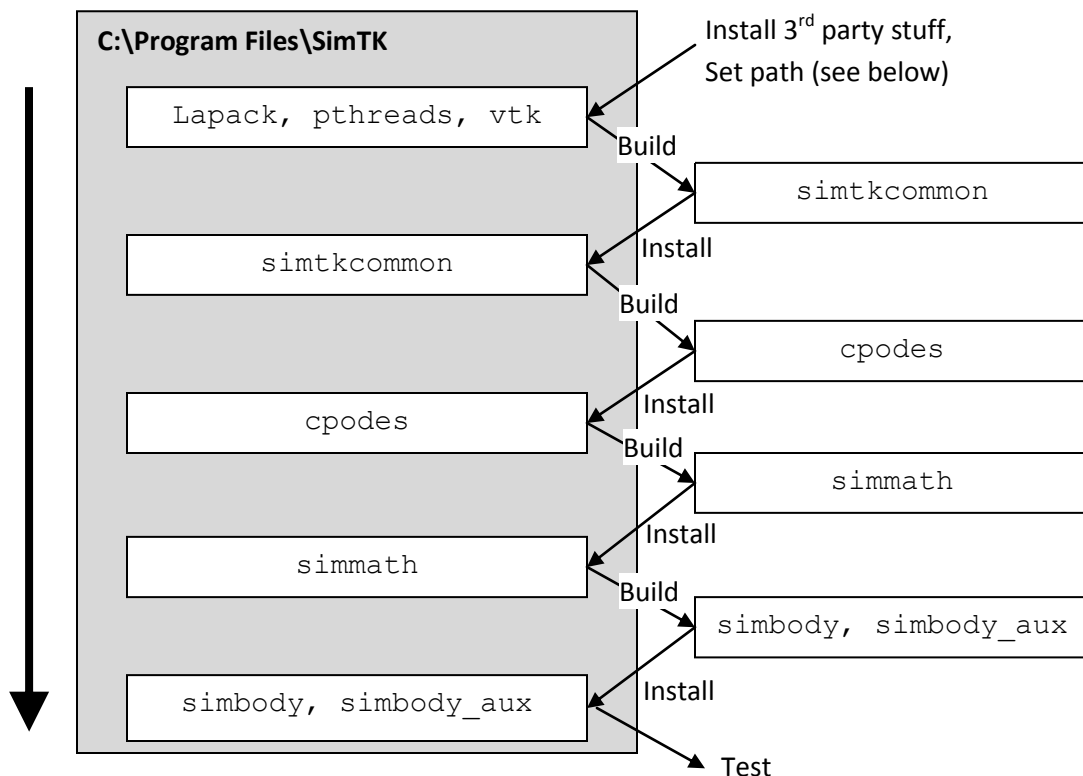 C:\Program Files\SimTK
Install 3rd party stuff,
Set path (see below)
Lapack, pthreads, vtk
Build
simtkcommon
Install
simtkcommon
Build
cpodes
Install
cpodes
Build
simmath
Install
simmath
Build
simbody, simbody_aux
Install
simbody, simbody_aux
Test